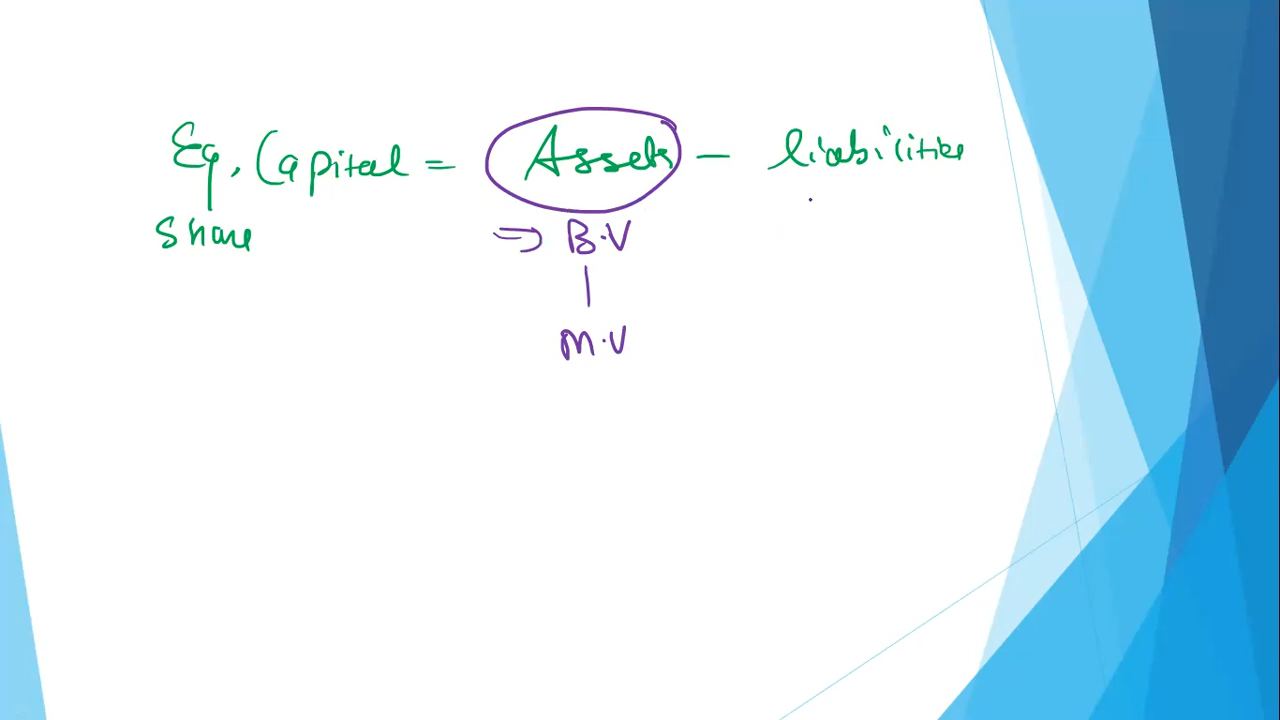 Eq. Capital = Assets - liabilities
Share
⇒ B.V
M.V